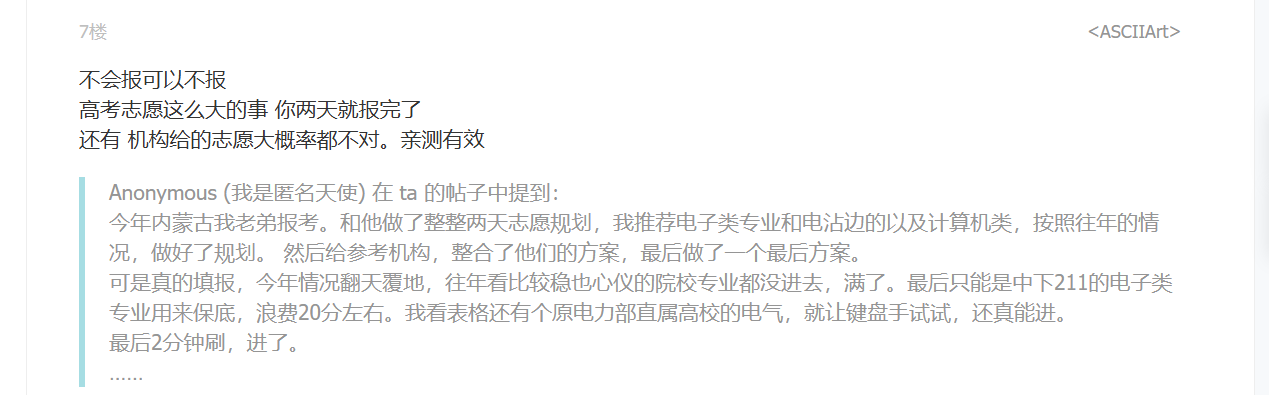 7楼
<ASCIIArt>
不会报可以不报
高考志愿这么大的事 你两天就报完了
还有 机构给的志愿大概率都不对。亲测有效
Anonymous (我是匿名天使) 在 ta 的帖子中提到：
今年内蒙古我老弟报考。和他做了整整两天志愿规划，我推荐电子类专业和电沾边的以及计算机类，按照往年的情
况，做好了规划。 然后给参考机构，整合了他们的方案，最后做了一个最后方案。
可是真的填报，今年情况翻天覆地，往年看比较稳也心仪的院校专业都没进去，满了。最后只能是中下211的电子类
专业用来保底，浪费20分左右。我看表格还有个原电力部直属高校的电气，就让键盘手试试，还真能进。
最后2分钟刷，进了。
……